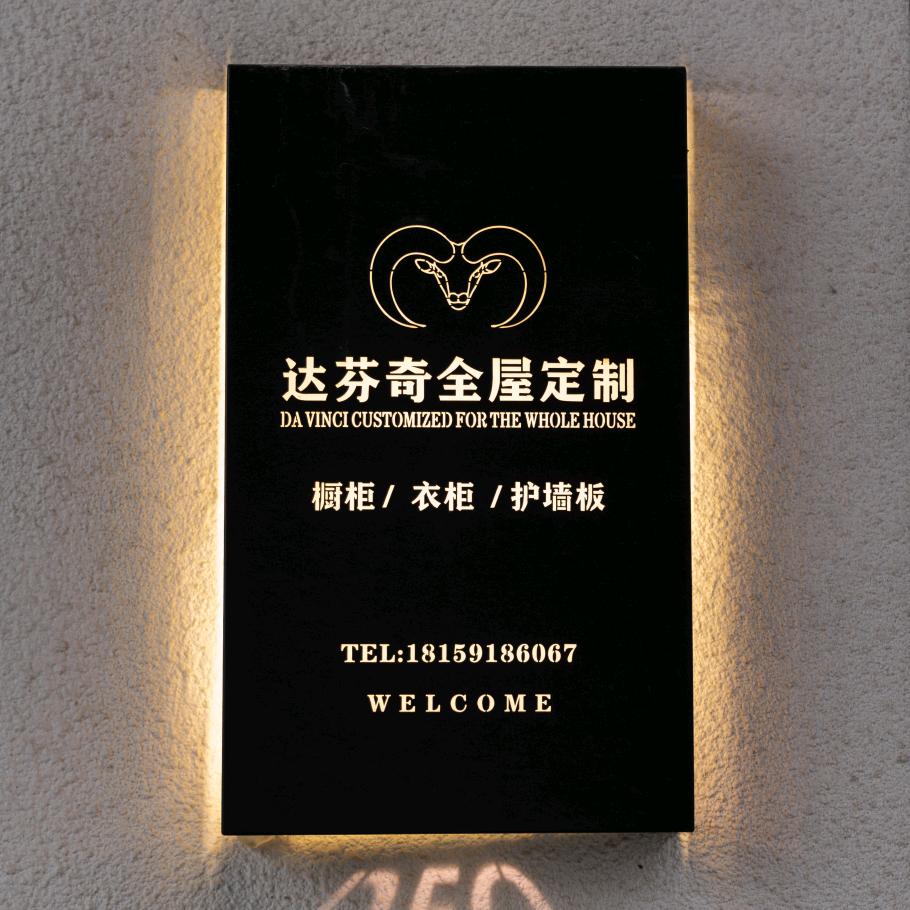 达芬奇全屋定制
DA VINCI CUSTOMIZED FOR THE WHOLE HOUSE
橱柜/ 衣柜 /护墙板
TEL:18159186067
WELCOME